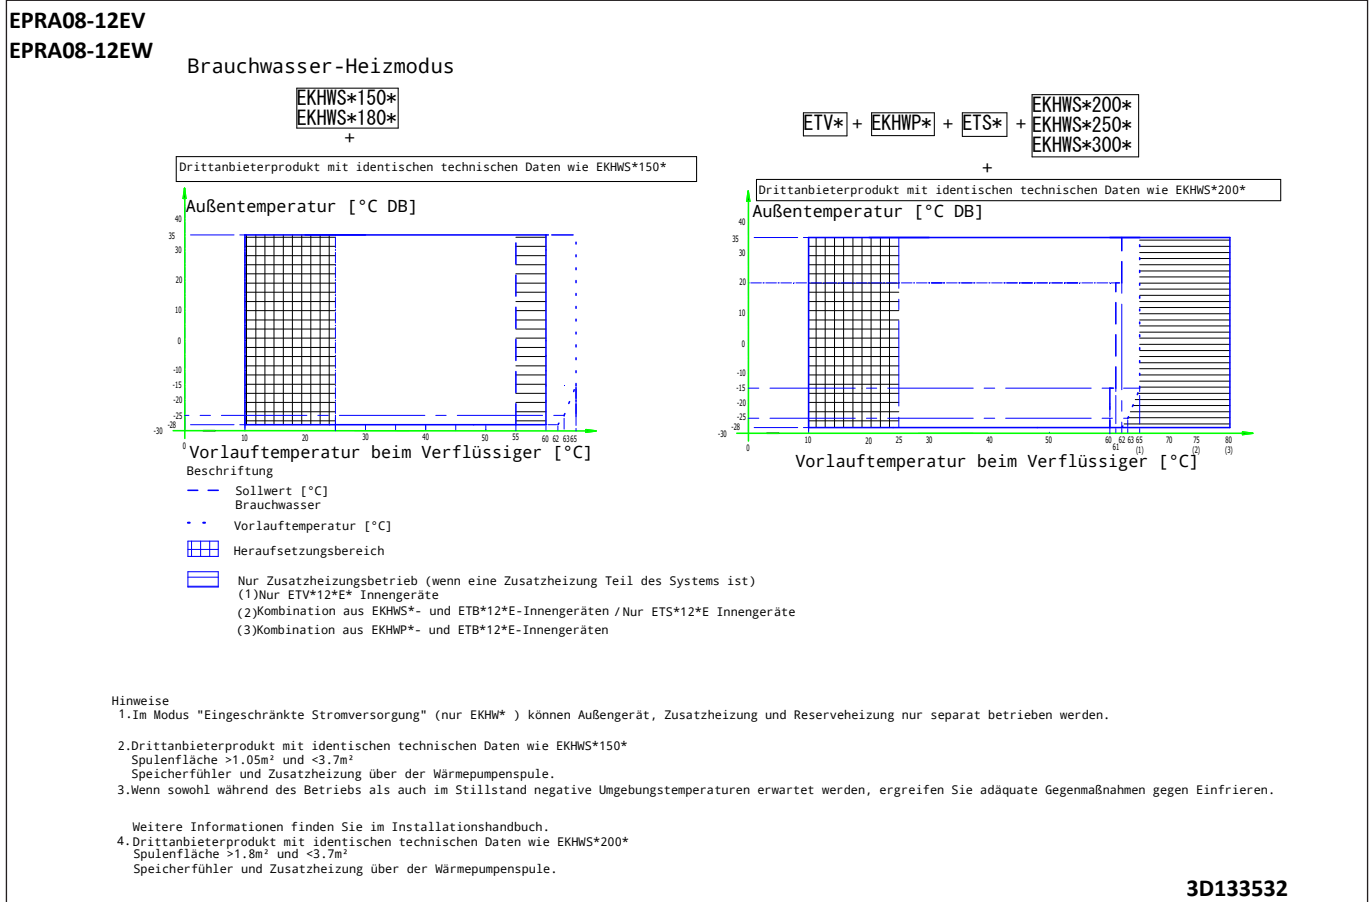 EPRA08-12EV
EPRA08-12EW
Brauchwasser-Heizmodus
EKHWS*150*
EKHWS*180*
+
Drittanbieterprodukt mit identischen technischen Daten wie EKHWS*150*
Außentemperatur [°C DB]
40
35
30
20
10
0
-10
-15
-20
-25
-28
-30
0
10
20
30
40
50
55
60
62
63
65
Vorlauftemperatur beim Verflüssiger [°C]
ETV* + EKHWP* + ETS* + EKHWS*200*
EKHWS*250*
EKHWS*300*
+
Drittanbieterprodukt mit identischen technischen Daten wie EKHWS*200*
Außentemperatur [°C DB]
40
35
30
20
10
0
-10
-15
-20
-25
-28
-30
0
10
20
25
30
40
50
60
61
62
63
65
(1)
70
75
(2)
80
(3)
Vorlauftemperatur beim Verflüssiger [°C]
Beschriftung
Sollwert [°C]
Brauchwasser
Vorlauftemperatur [°C]
Heraufsetzungsbereich
Nur Zusatzheizungsbetrieb (wenn eine Zusatzheizung Teil des Systems ist)
(1)Nur ETV*12*E* Innengeräte
(2)Kombination aus EKHWS*- und ETB*12*E-Innengeräten / Nur ETS*12*E Innengeräte
(3)Kombination aus EKHWP*- und ETB*12*E-Innengeräten
Hinweise
1.Im Modus "Eingeschränkte Stromversorgung" (nur EKHW* ) können Außengerät, Zusatzheizung und Reserveheizung nur separat betrieben werden.
2.Drittanbieterprodukt mit identischen technischen Daten wie EKHWS*150*
Spulenfläche >1.05m² und <3.7m²
Speicherfühler und Zusatzheizung über der Wärmepumpenspule.
3.Wenn sowohl während des Betriebs als auch im Stillstand negative Umgebungstemperaturen erwartet werden, ergreifen Sie adäquate Gegenmaßnahmen gegen Einfrieren.
Weitere Informationen finden Sie im Installationshandbuch.
4.Drittanbieterprodukt mit identischen technischen Daten wie EKHWS*200*
Spulenfläche >1.8m² und <3.7m²
Speicherfühler und Zusatzheizung über der Wärmepumpenspule.
3D133532